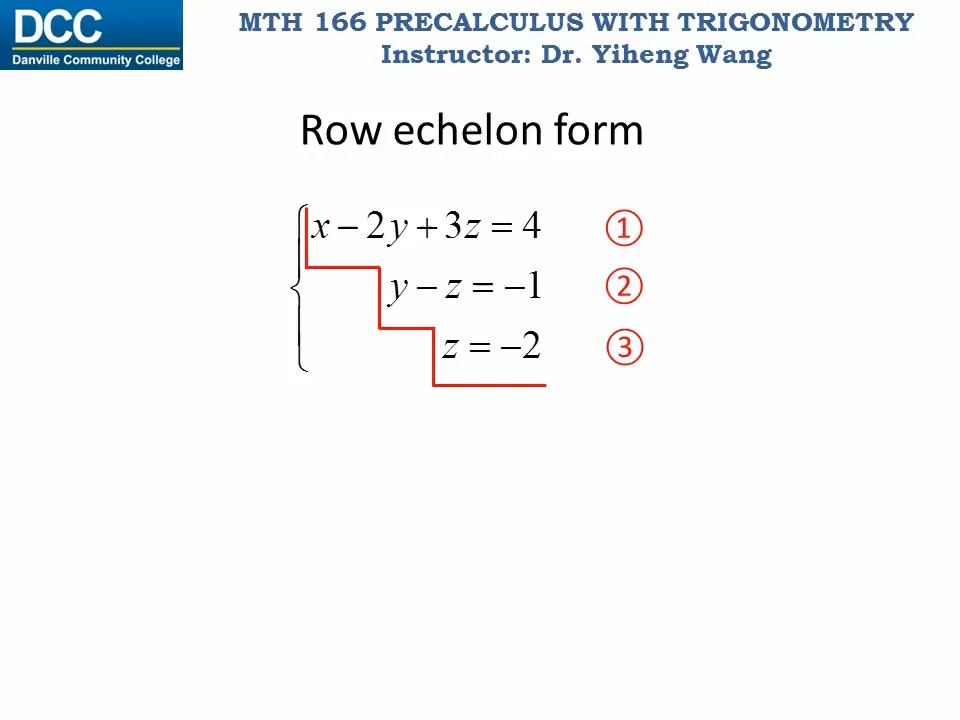 DCC
Danville Community College
MTH 166 PRECALCULUS WITH TRIGONOMETRY
Instructor: Dr. Yiheng Wang
Row echelon form
x − 2y + 3z = 4 ①
y − z = −1 ②
z = −2 ③